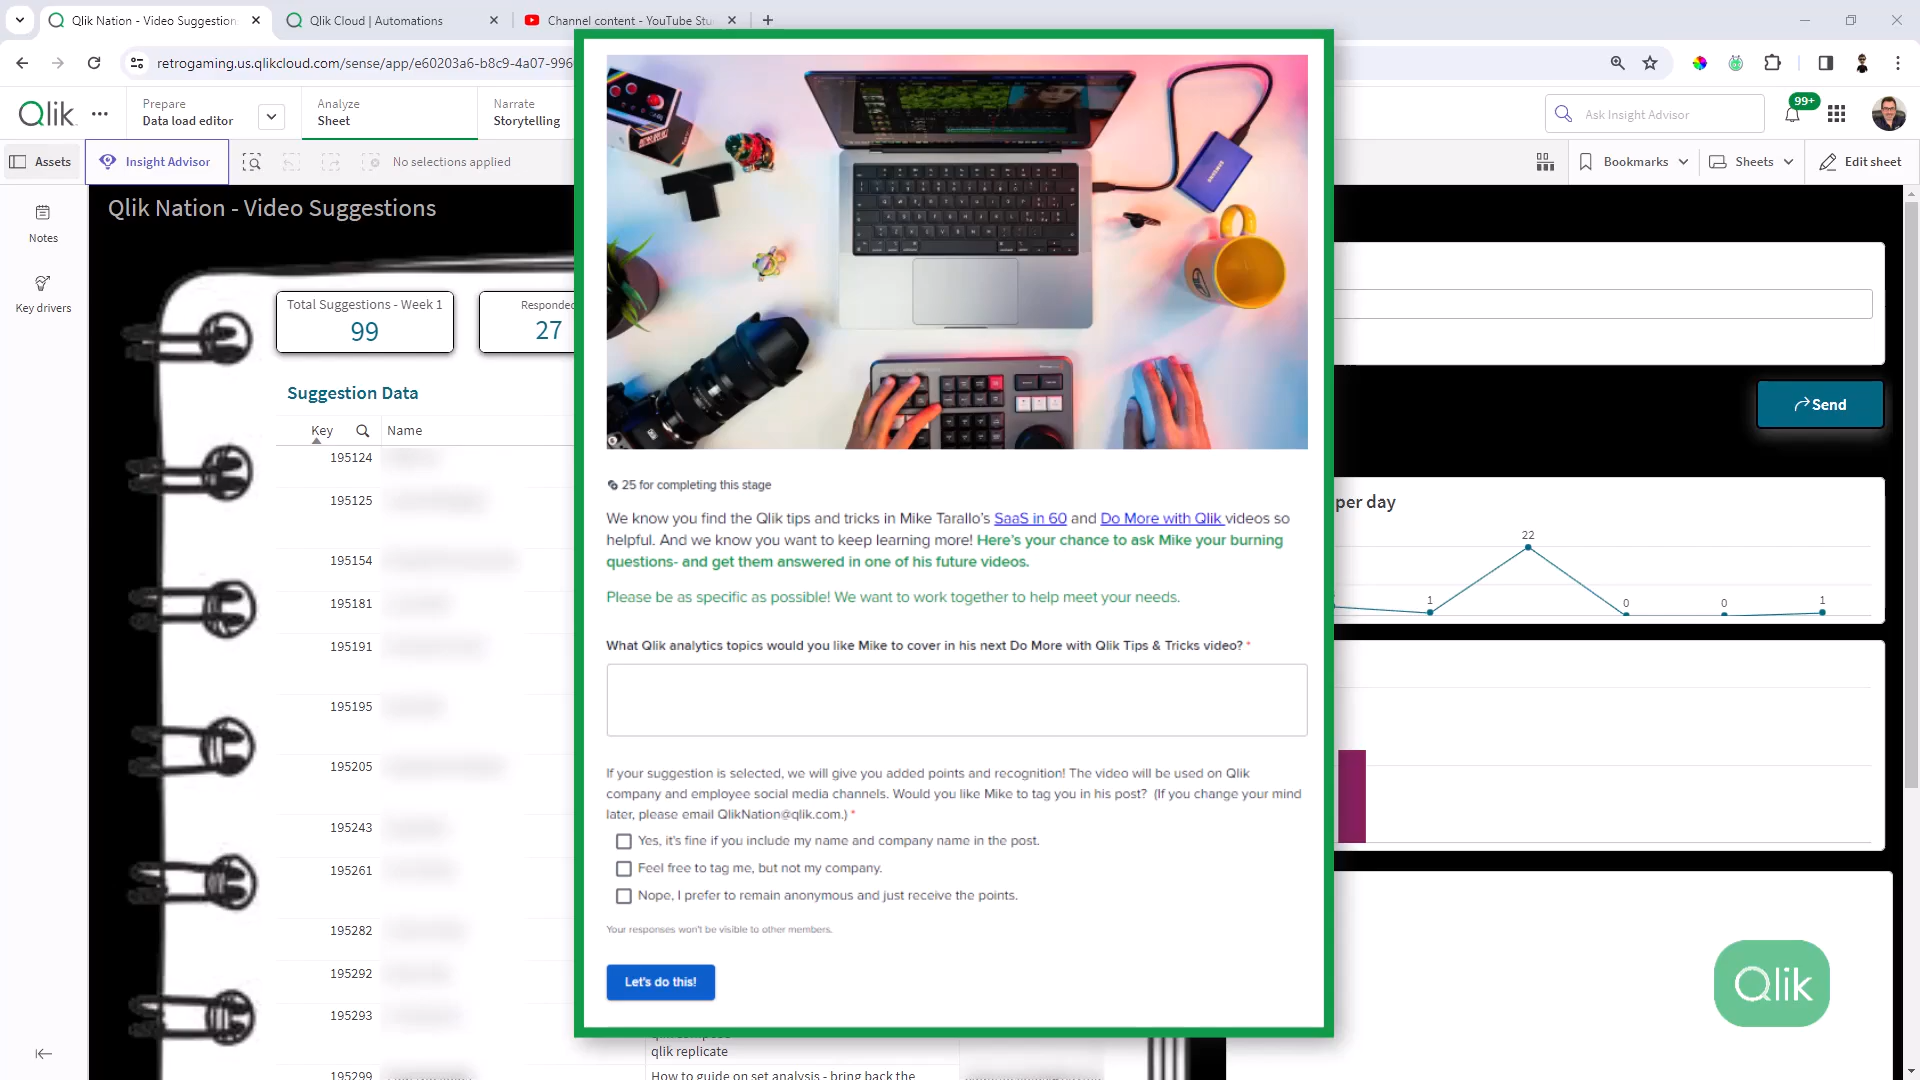 Qlik Nation - Video Suggestion
Qlik Cloud | Automations
Channel content - YouTube Stu
retrogaming.us.qlikcloud.com/sense/app/e60203a6-b8c9-4a07-996
Qlik
Prepare
Data load editor
Analyze
Sheet
Narrate
Storytelling
Ask Insight Advisor
99+
Assets
Insight Advisor
No selections applied
Bookmarks
Sheets
Edit sheet
Notes
Key drivers
Qlik Nation - Video Suggestions
Total Suggestions - Week 1
99
Responded
27
Suggestion Data
Key
Name
195124
195125
195154
195181
195191
195195
195205
195243
195261
195282
195292
195293
195299
qlik replicate
How to guide on set analysis - bring back the
SAMSUNG
25 for completing this stage
We know you find the Qlik tips and tricks in Mike Tarallo's SaaS in 60 and Do More with Qlik videos so
helpful. And we know you want to keep learning more! Here's your chance to ask Mike your burning
questions- and get them answered in one of his future videos.
Please be as specific as possible! We want to work together to help meet your needs.
What Qlik analytics topics would you like Mike to cover in his next Do More with Qlik Tips & Tricks video? *
If your suggestion is selected, we will give you added points and recognition! The video will be used on Qlik
company and employee social media channels. Would you like Mike to tag you in his post? (If you change your mind
later, please email QlikNation@qlik.com.) *
Yes, it's fine if you include my name and company name in the post.
Feel free to tag me, but not my company.
Nope, I prefer to remain anonymous and just receive the points.
Your responses won't be visible to other members.
Let's do this!
Send
per day
1
22
0
0
1
Qlik